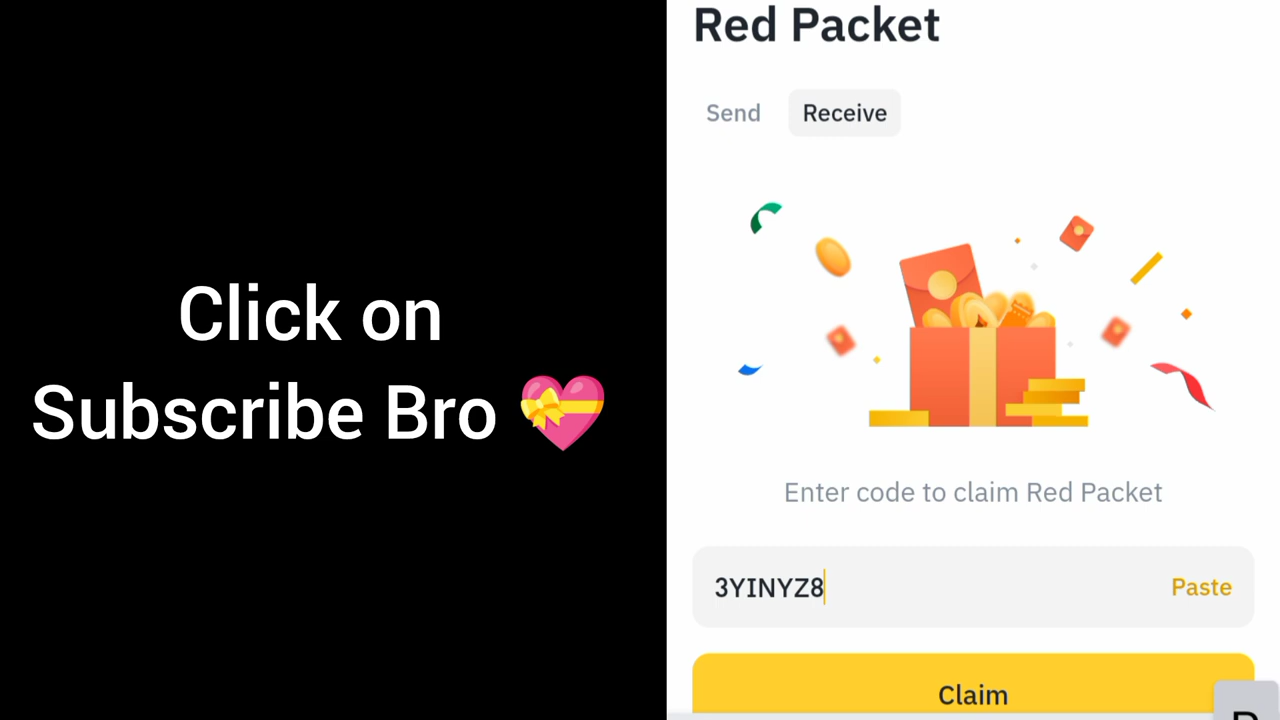 Click on
Subscribe Bro 💝
Red Packet
Send Receive
Enter code to claim Red Packet
3YINYZ8
Paste
Claim